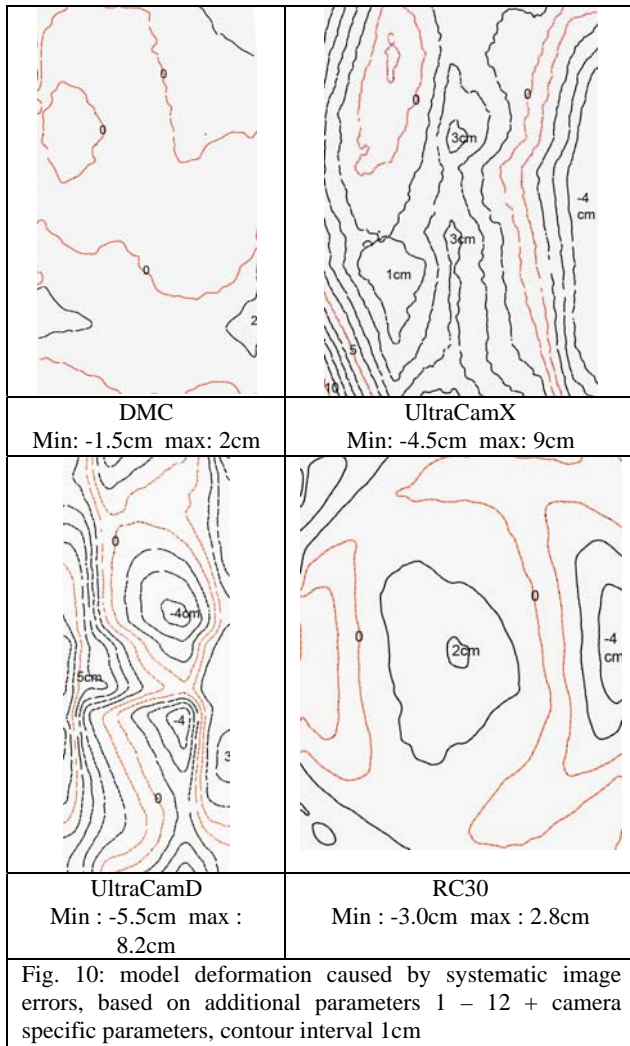 0
0
0
2
DMC
Min: -1.5cm max: 2cm
0
0
3cm
-4
cm
3cm
1cm
5
10
UltraCamX
Min: -4.5cm max: 9cm
0
-4cm
5cm
-4
3
0
UltraCamD
Min : -5.5cm max :
8.2cm
0
0
-4
cm
2cm
RC30
Min : -3.0cm max : 2.8cm
Fig. 10: model deformation caused by systematic image
errors, based on additional parameters 1 – 12 + camera
specific parameters, contour interval 1cm